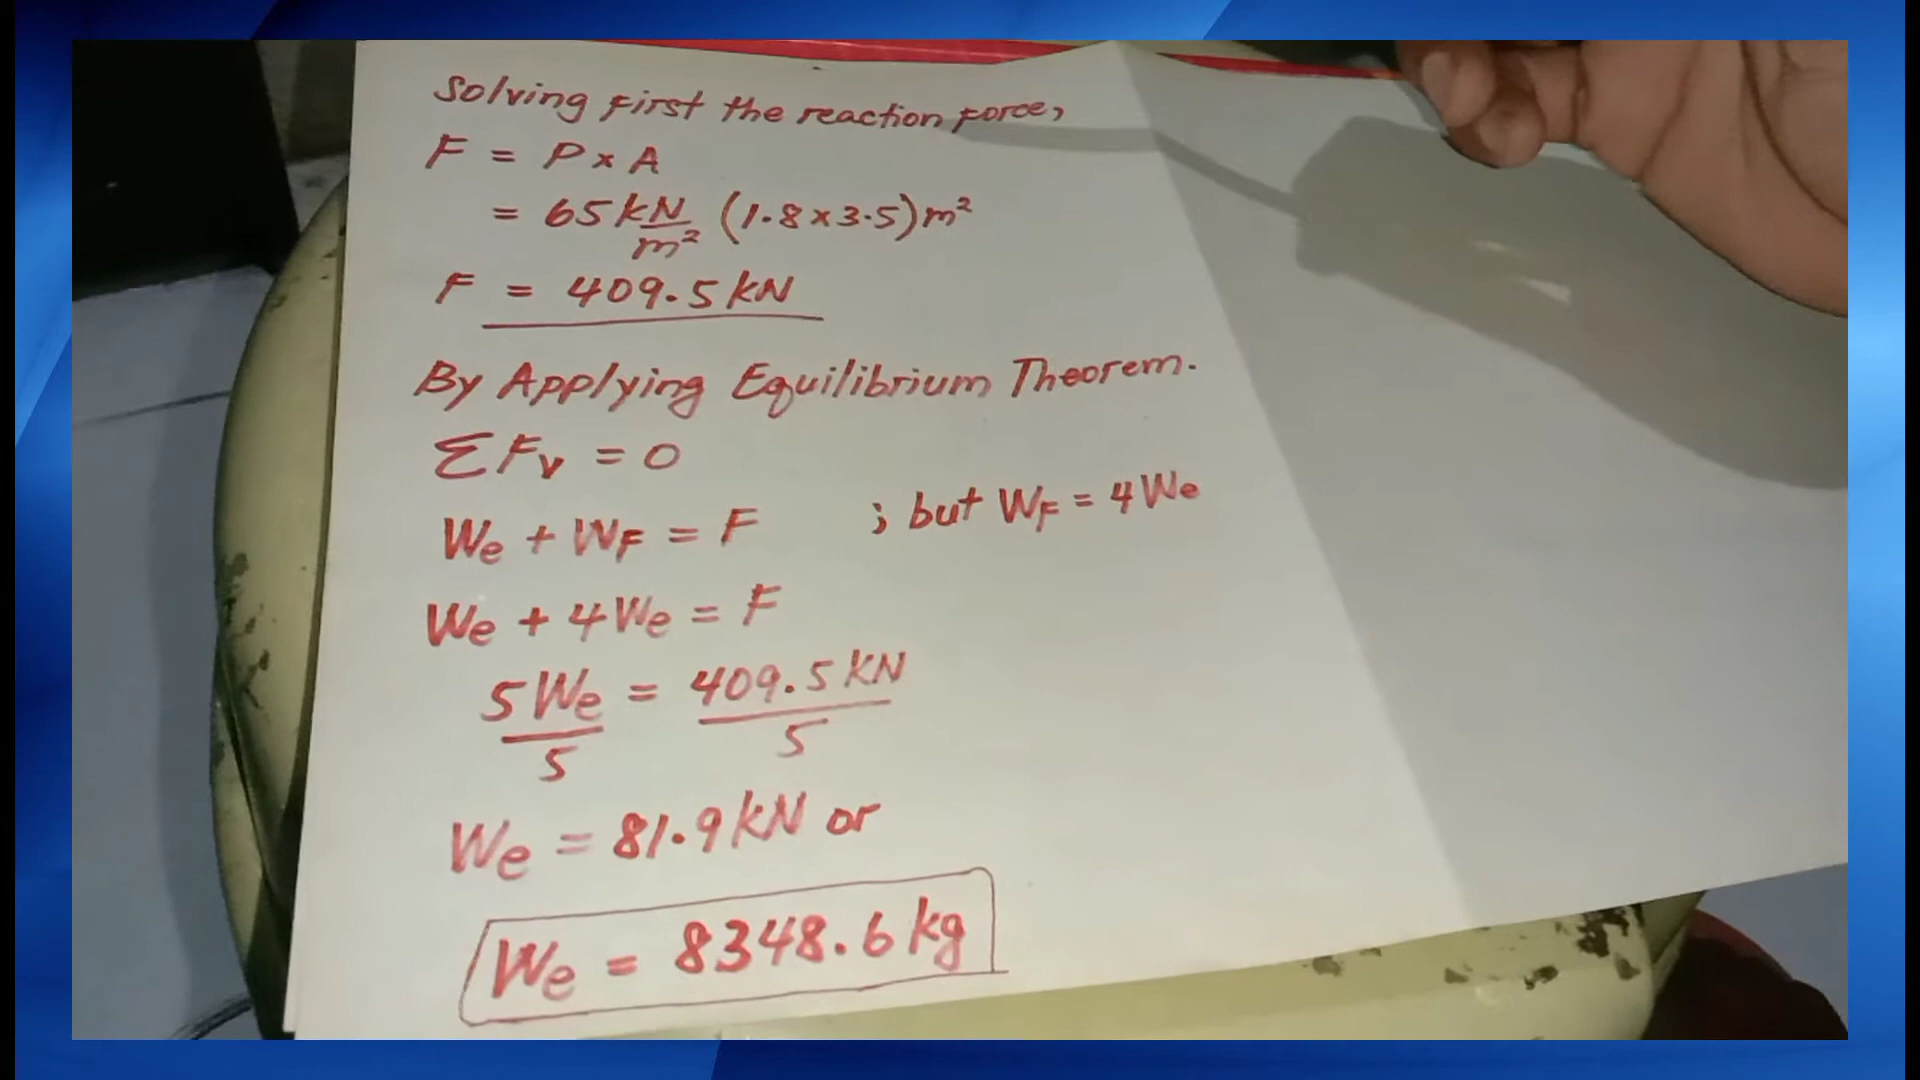 Solving first the reaction force,
F = P x A
= 65 kN/m² (1.8 x 3.5) m²
F = 409.5 kN
By Applying Equilibrium Theorem.
ΣFv = 0
We + WF = F ; but WF = 4We
We + 4We = F
5We/5 = 409.5 kN/5
We = 81.9 kN or
We = 8348.6 kg